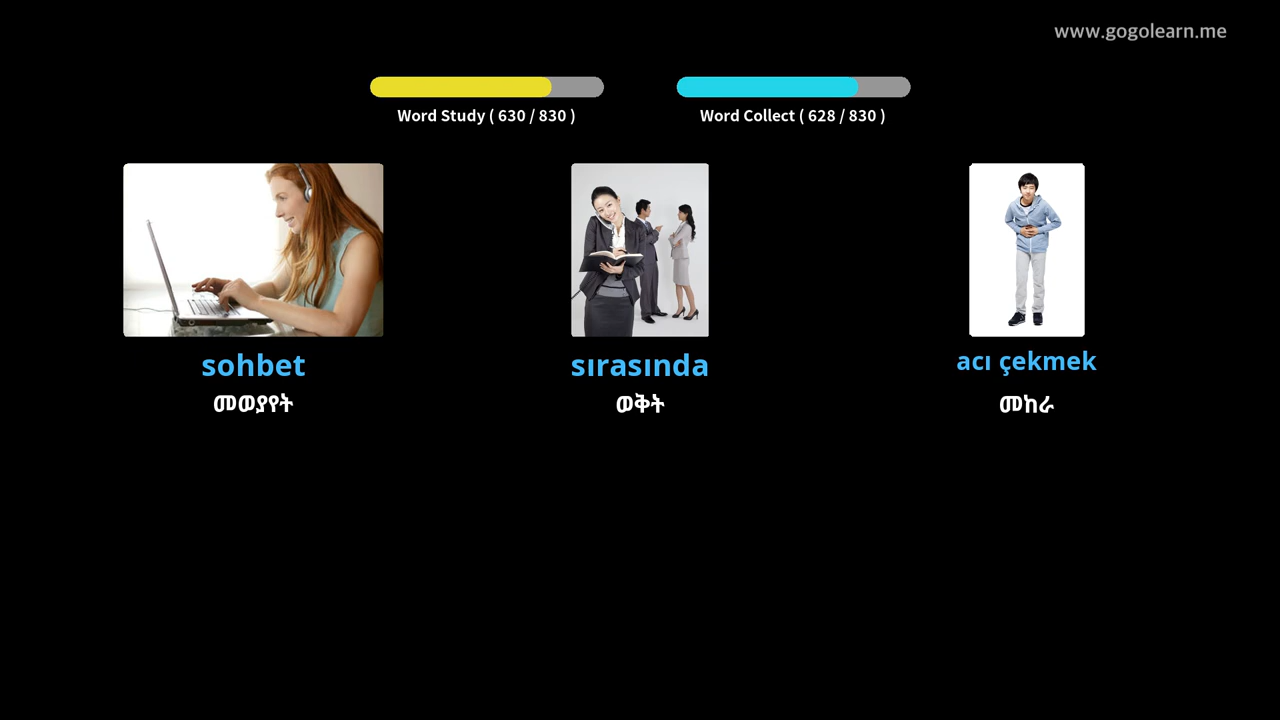 www.gogolearn.me
Word Study ( 630 / 830 )
Word Collect ( 628 / 830 )
sohbet
sırasında
acı çekmek
መወያየት
ወቅት
መከራ